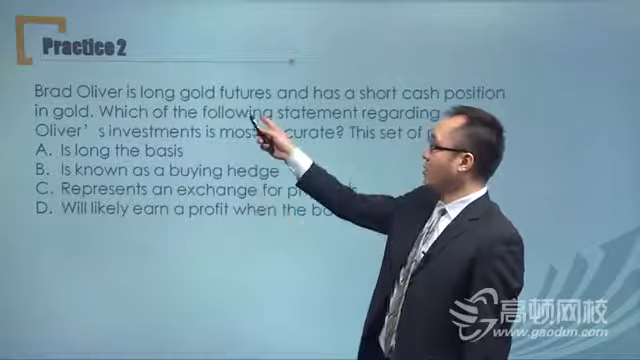 Practice 2
Brad Oliver is long gold futures and has a short cash position
in gold. Which of the following statement regarding
Oliver’s investments is most accurate? This set of
A. Is long the basis
B. Is known as a buying hedge
C. Represents an exchange for
D. Will likely earn a profit when the
高顿网校
www.gaodun.com